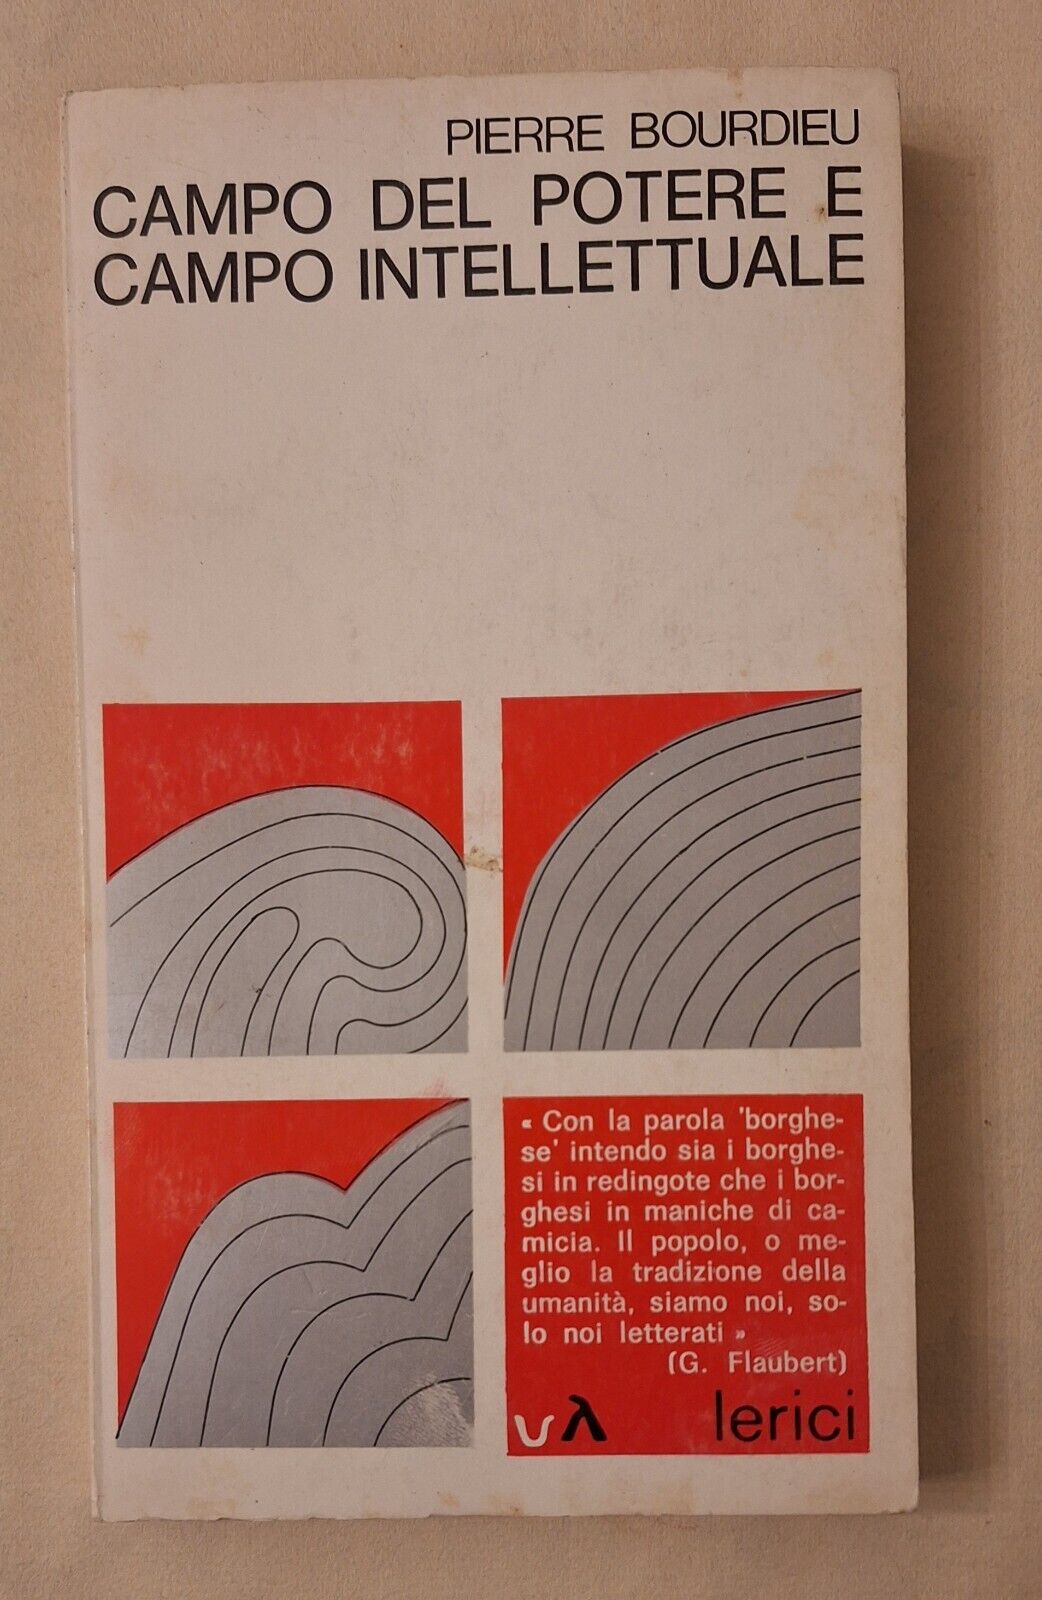 PIERRE BOURDIEU
CAMPO DEL POTERE E
CAMPO INTELLETTUALE
« Con la parola 'borghe-
se' intendo sia i borghe-
si in redingote che i bor-
ghesi in maniche di ca-
micia. Il popolo, o me-
glio la tradizione della
umanità, siamo noi, so-
lo noi letterati »
(G. Flaubert)
lerici